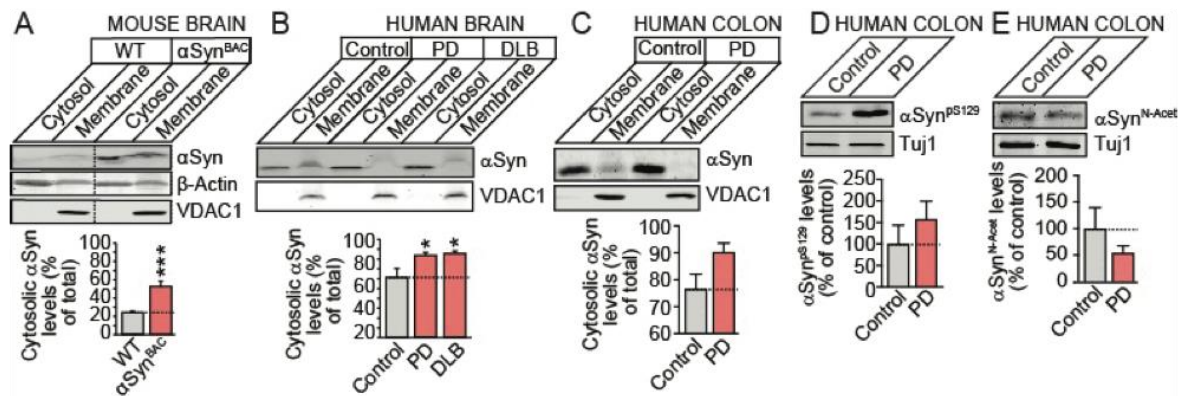 A MOUSE BRAIN
WT αSyn^BAC
Cytosol Membrane Cytosol Membrane
αSyn
β-Actin
VDAC1
Cytosolic αSyn
levels (%
of total)
100
80
60
40
20
***
WT αSyn^BAC
B HUMAN BRAIN
Control PD DLB
Cytosol Membrane Cytosol Membrane Cytosol Membrane
αSyn
VDAC1
Cytosolic αSyn
levels (%
of total)
100
80
60
40
20
* *
Control PD DLB
C HUMAN COLON
Control PD
Cytosol Membrane Cytosol Membrane
αSyn
VDAC1
Cytosolic αSyn
levels (%
of total)
100
90
80
70
60
Control PD
D HUMAN COLON
Control PD
αSyn^pS129
Tuj1
αSyn^pS129 levels
(% of control)
250
200
150
100
50
0
Control PD
E HUMAN COLON
Control PD
αSyn^N-Acet
Tuj1
αSyn^N-Acet levels
(% of control)
200
150
100
50
0
Control PD